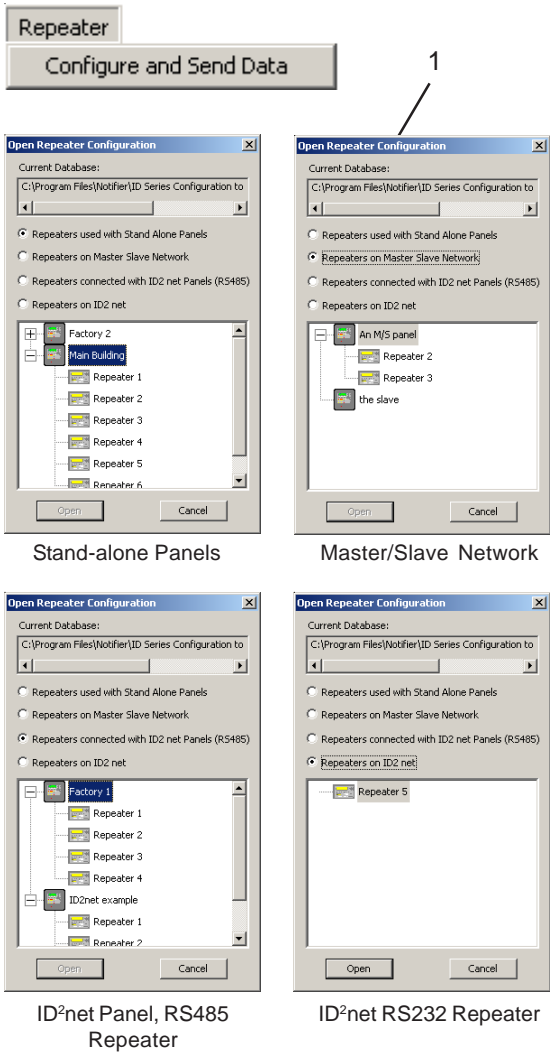 Repeater
Configure and Send Data
1
Open Repeater Configuration
Current Database:
C:\Program Files\Notifier\ID Series Configuration to
Repeaters used with Stand Alone Panels
Repeaters on Master Slave Network
Repeaters connected with ID2 net Panels (RS485)
Repeaters on ID2 net
Factory 2
Main Building
Repeater 1
Repeater 2
Repeater 3
Repeater 4
Repeater 5
Repeater 6
Open
Cancel
Stand-alone Panels
Open Repeater Configuration
Current Database:
C:\Program Files\Notifier\ID Series Configuration to
Repeaters used with Stand Alone Panels
Repeaters on Master Slave Network
Repeaters connected with ID2 net Panels (RS485)
Repeaters on ID2 net
An M/S panel
Repeater 2
Repeater 3
the slave
Open
Cancel
Master/Slave Network
Open Repeater Configuration
Current Database:
C:\Program Files\Notifier\ID Series Configuration to
Repeaters used with Stand Alone Panels
Repeaters on Master Slave Network
Repeaters connected with ID2 net Panels (RS485)
Repeaters on ID2 net
Factory 1
Repeater 1
Repeater 2
Repeater 3
Repeater 4
ID2net example
Repeater 1
Repeater 2
Open
Cancel
ID²net Panel, RS485
Repeater
Open Repeater Configuration
Current Database:
C:\Program Files\Notifier\ID Series Configuration to
Repeaters used with Stand Alone Panels
Repeaters on Master Slave Network
Repeaters connected with ID2 net Panels (RS485)
Repeaters on ID2 net
Repeater 5
Open
Cancel
ID²net RS232 Repeater